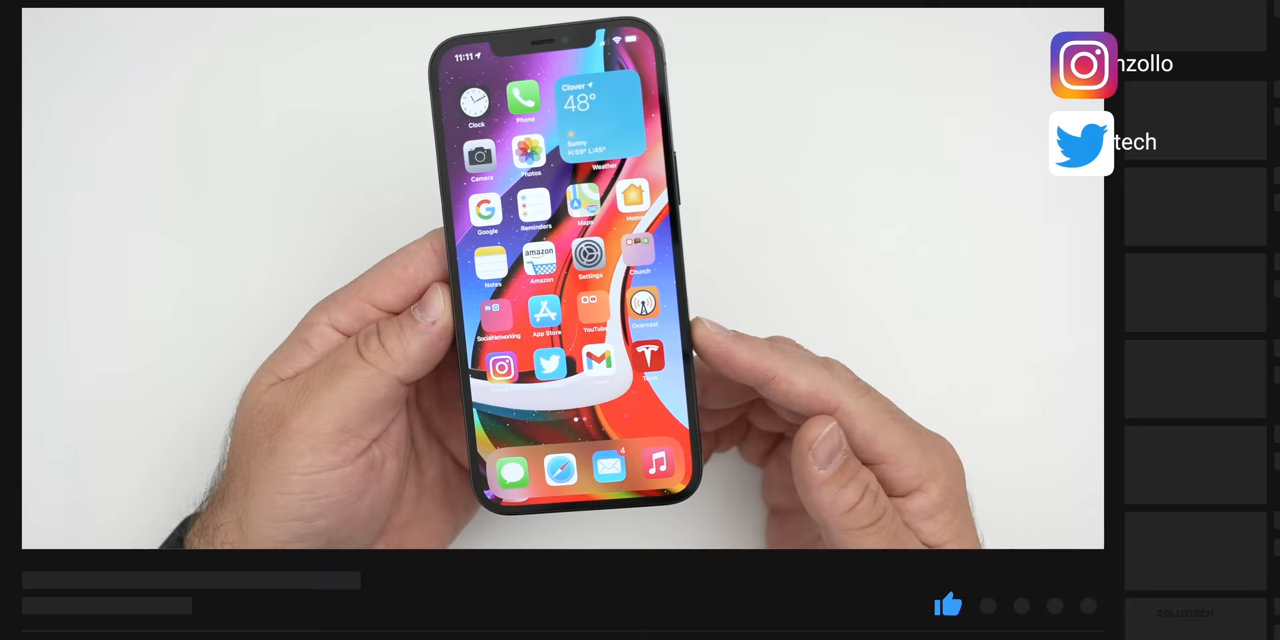 11:11
Clock
Phone
Clover
48°
Sunny
H:59° L:45°
Weather
Camera
Photos
nzollo
tech
Google
Reminders
Maps
Home
Notes
amazon
Amazon
Settings
Church
SocialNetworking
App Store
YouTube
Overcast
4
ZOLLOTECH